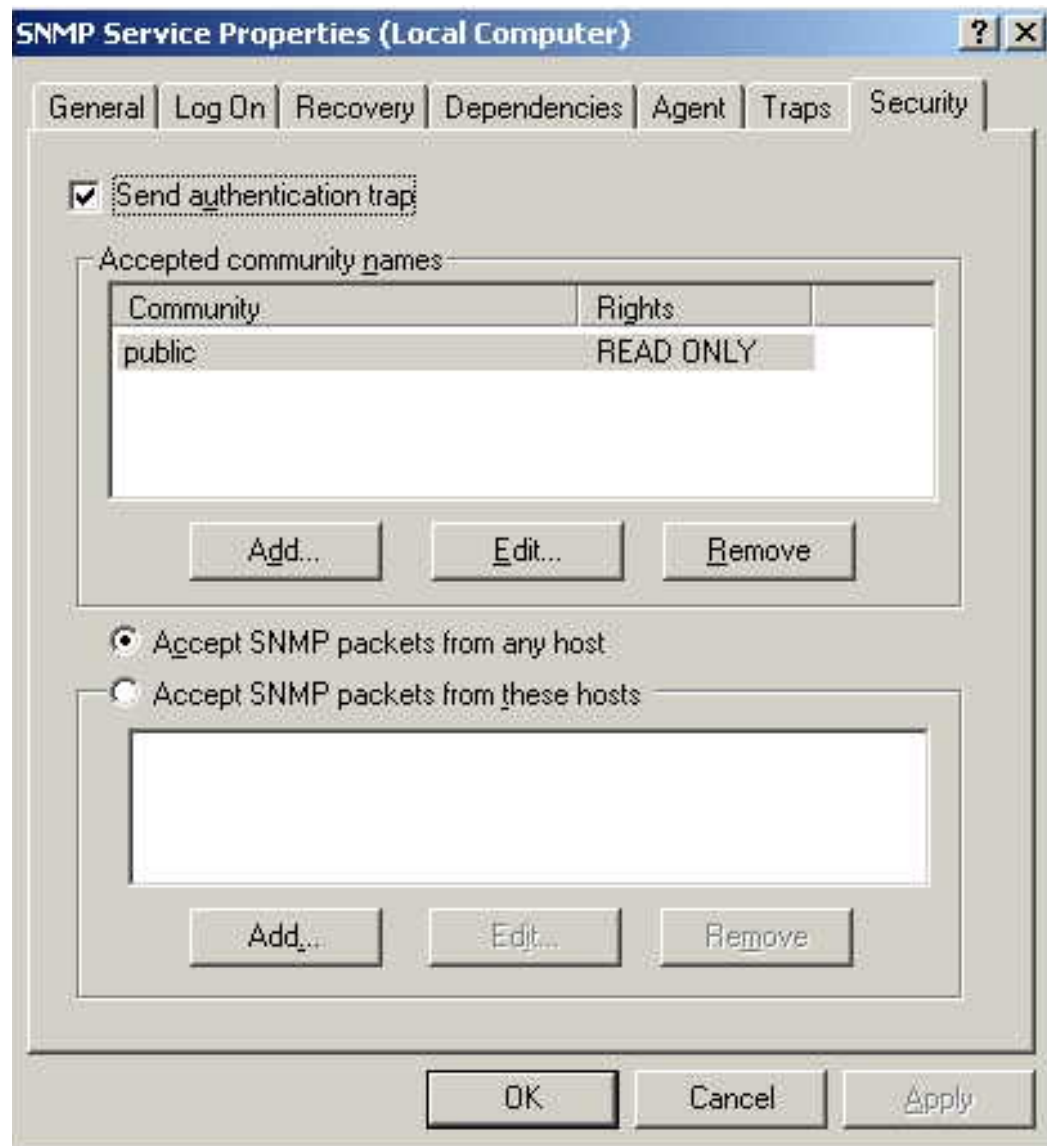 SNMP Service Properties (Local Computer)
General Log On Recovery Dependencies Agent Traps Security
Send authentication trap
Accepted community names
Community Rights
public READ ONLY
Add... Edit... Remove
Accept SNMP packets from any host
Accept SNMP packets from these hosts
Add... Edit... Remove
OK Cancel Apply